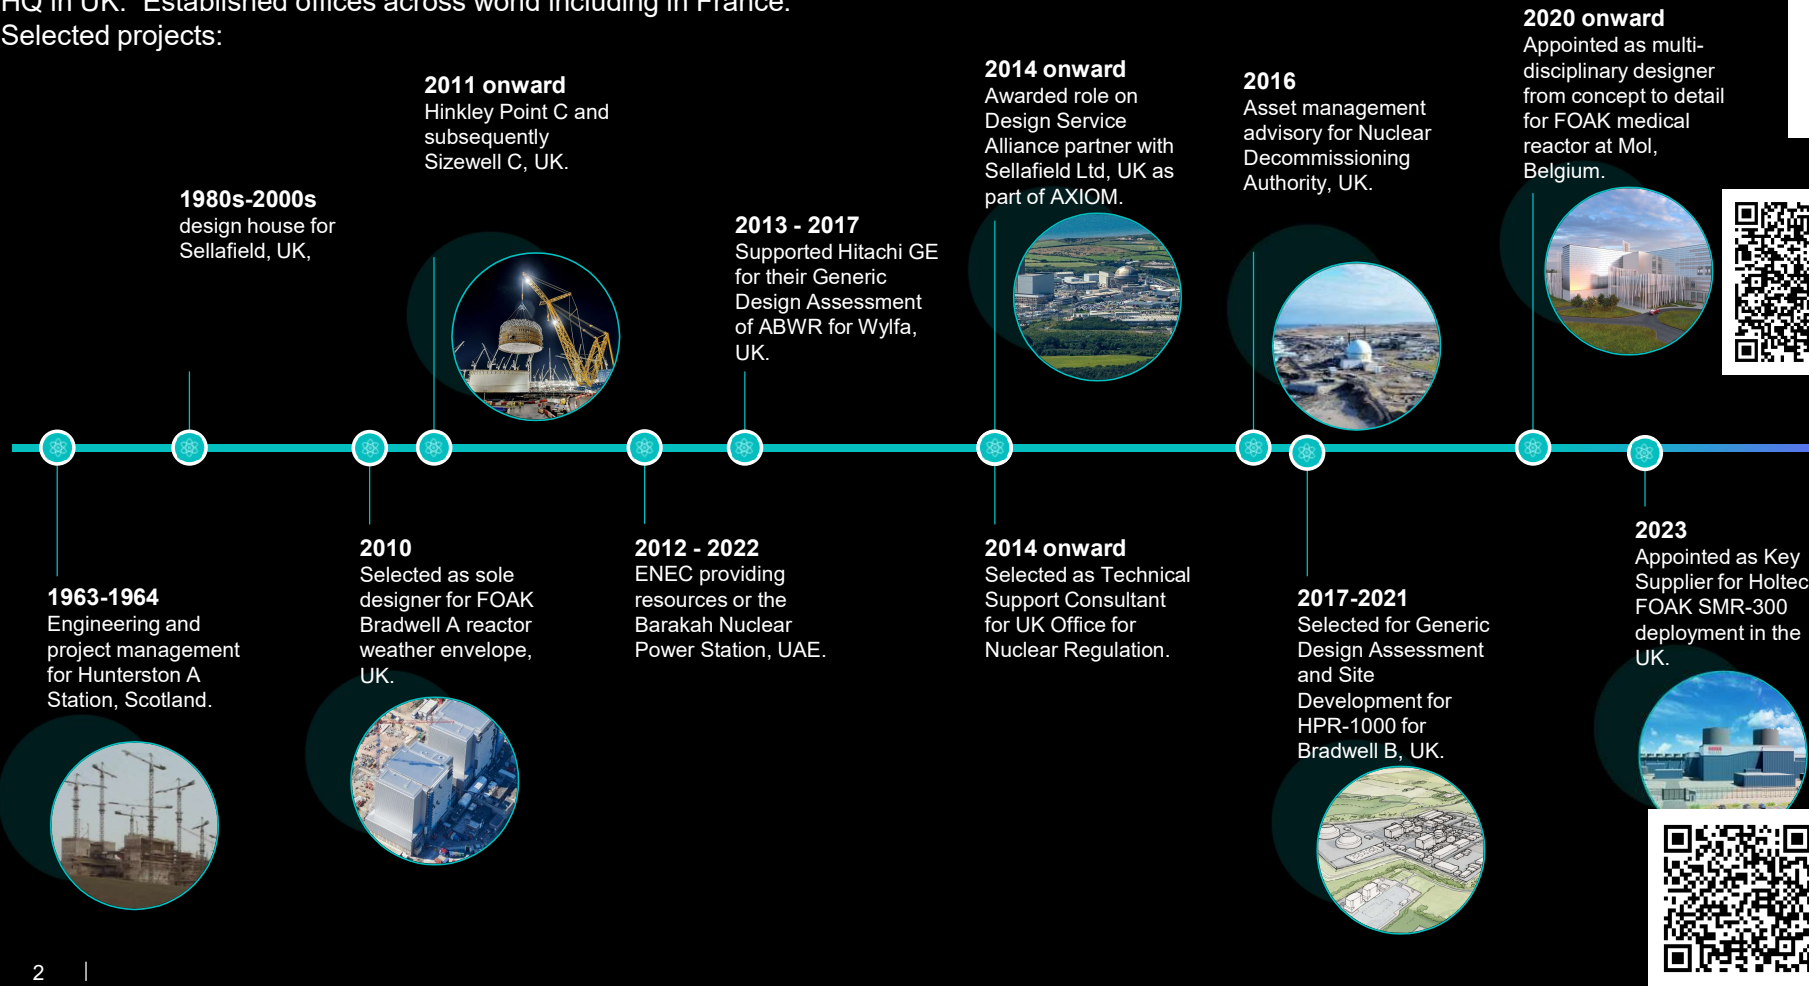 HQ in UK. Established offices across world including in France.
Selected projects:
1963-1964
Engineering and
project management
for Hunterston A
Station, Scotland.
1980s-2000s
design house for
Sellafield, UK,
2010
Selected as sole
designer for FOAK
Bradwell A reactor
weather envelope,
UK.
2011 onward
Hinkley Point C and
subsequently
Sizewell C, UK.
2012 - 2022
ENEC providing
resources or the
Barakah Nuclear
Power Station, UAE.
2013 - 2017
Supported Hitachi GE
for their Generic
Design Assessment
of ABWR for Wylfa,
UK.
2014 onward
Awarded role on
Design Service
Alliance partner with
Sellafield Ltd, UK as
part of AXIOM.
2014 onward
Selected as Technical
Support Consultant
for UK Office for
Nuclear Regulation.
2016
Asset management
advisory for Nuclear
Decommissioning
Authority, UK.
2017-2021
Selected for Generic
Design Assessment
and Site
Development for
HPR-1000 for
Bradwell B, UK.
2020 onward
Appointed as multi-
disciplinary designer
from concept to detail
for FOAK medical
reactor at Mol,
Belgium.
2023
Appointed as Key
Supplier for Holtec
FOAK SMR-300
deployment in the
UK.
2